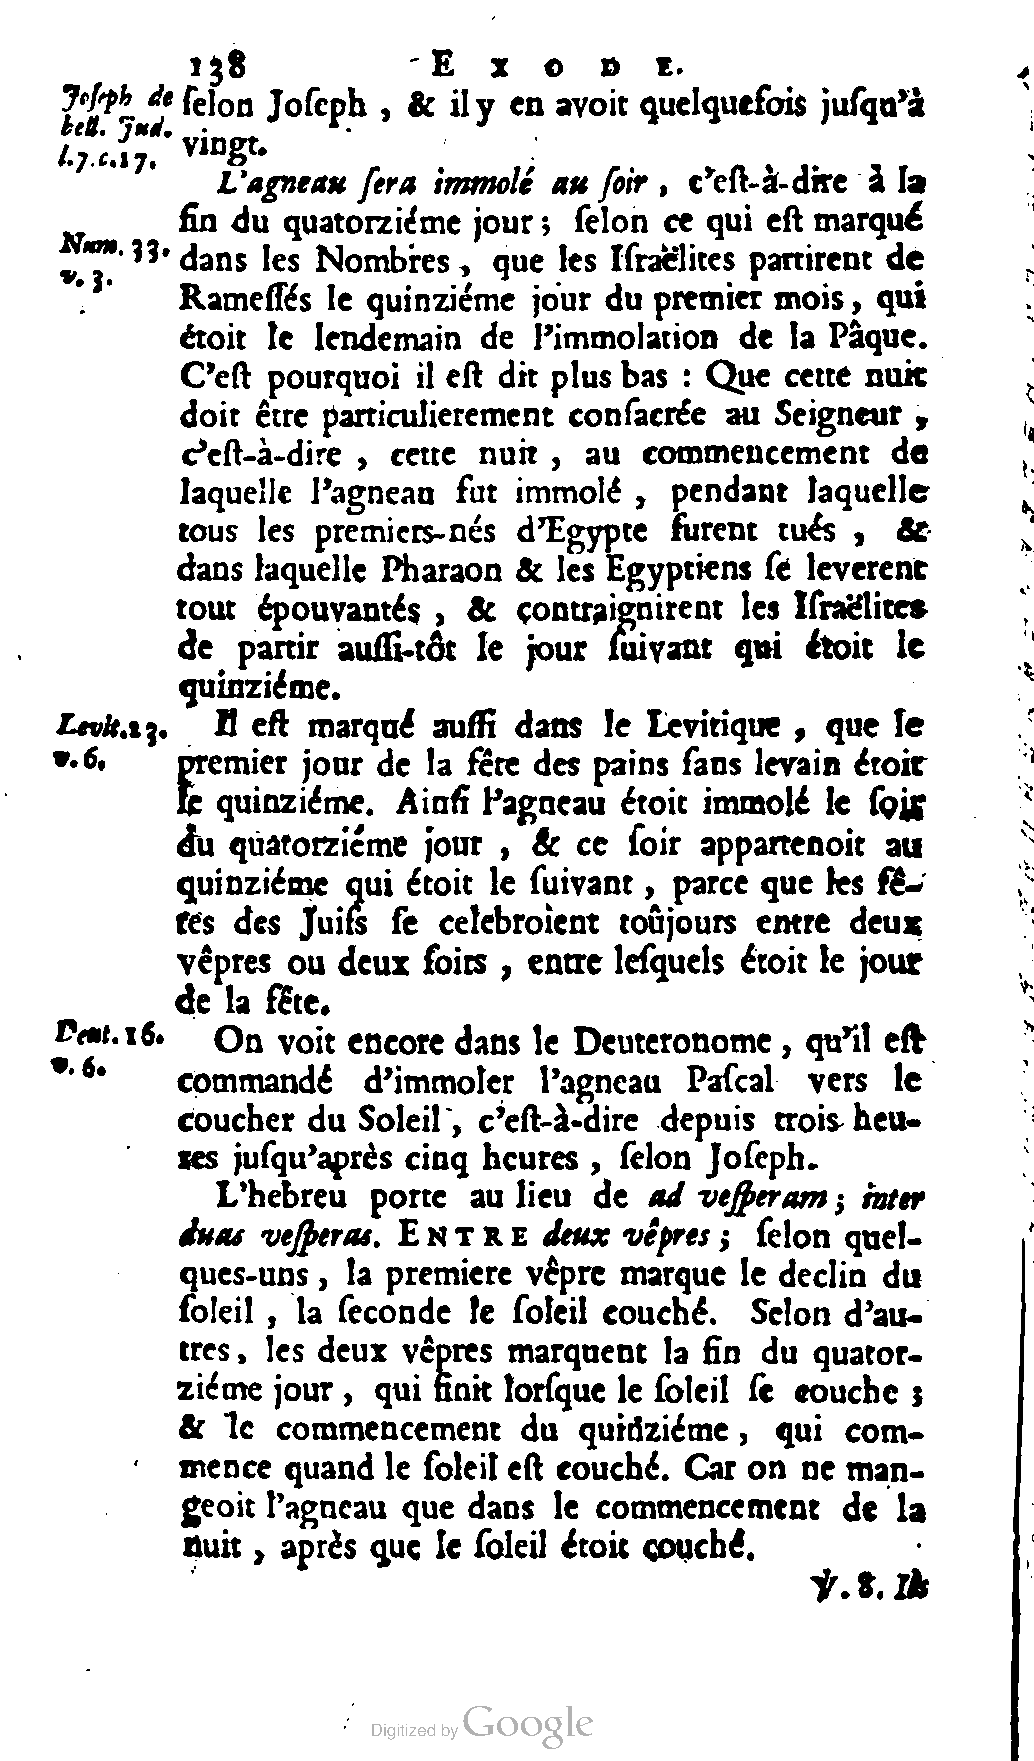 138 EXODE.
Joseph de ſelon Joſeph , & il y en avoit quelquefois juſqu'à
bell. Jud.
l.7.c.17. vingt.
L'agneau ſera immolé au ſoir , c'eſt-à-dire à la
fin du quatorziéme jour ; ſelon ce qui eſt marqué
Num. 33. dans les Nombres , que les Iſraëlites partirent de
v. 3.
Rameſſés le quinziéme jour du premier mois , qui
étoit le lendemain de l'immolation de la Pâque.
C'eſt pourquoi il eſt dit plus bas : Que cette nuit
doit être particulierement conſacrée au Seigneur ,
c'eſt-à-dire , cette nuit , au commencement de
laquelle l'agneau fut immolé , pendant laquelle
tous les premiers-nés d'Egypte furent tués , &
dans laquelle Pharaon & les Egyptiens ſe leverent
tout épouvantés , & contraignirent les Iſraëlites
de partir auſſi-tôt le jour ſuivant qui étoit le
quinziéme.
Levit.23. Il eſt marqué auſſi dans le Levitique , que le
v. 6. premier jour de la fête des pains ſans levain étoit
le quinziéme. Ainſi l'agneau étoit immolé le ſoir
du quatorziéme jour , & ce ſoir appartenoit au
quinziéme qui étoit le ſuivant , parce que les fê-
tes des Juifs ſe celebroient toûjours entre deux
vêpres ou deux ſoirs , entre leſquels étoit le jour
de la fête.
Deut. 16. On voit encore dans le Deuteronome , qu'il eſt
v. 6.
commandé d'immoler l'agneau Paſcal vers le
coucher du Soleil , c'eſt-à-dire depuis trois heu-
res juſqu'après cinq heures , ſelon Joſeph.
L'hebreu porte au lieu de ad veſperam ; inter
duas veſperas. ENTRE deux vêpres ; ſelon quel-
ques-uns , la premiere vêpre marque le declin du
ſoleil , la ſeconde le ſoleil couché. Selon d'au-
tres , les deux vêpres marquent la fin du quator-
ziéme jour , qui finit lorſque le ſoleil ſe couche ;
& le commencement du quinziéme , qui com-
mence quand le ſoleil eſt couché. Car on ne man-
geoit l'agneau que dans le commencement de la
nuit , après que le ſoleil étoit couché.
℣. 8. Ils
Digitized by Google